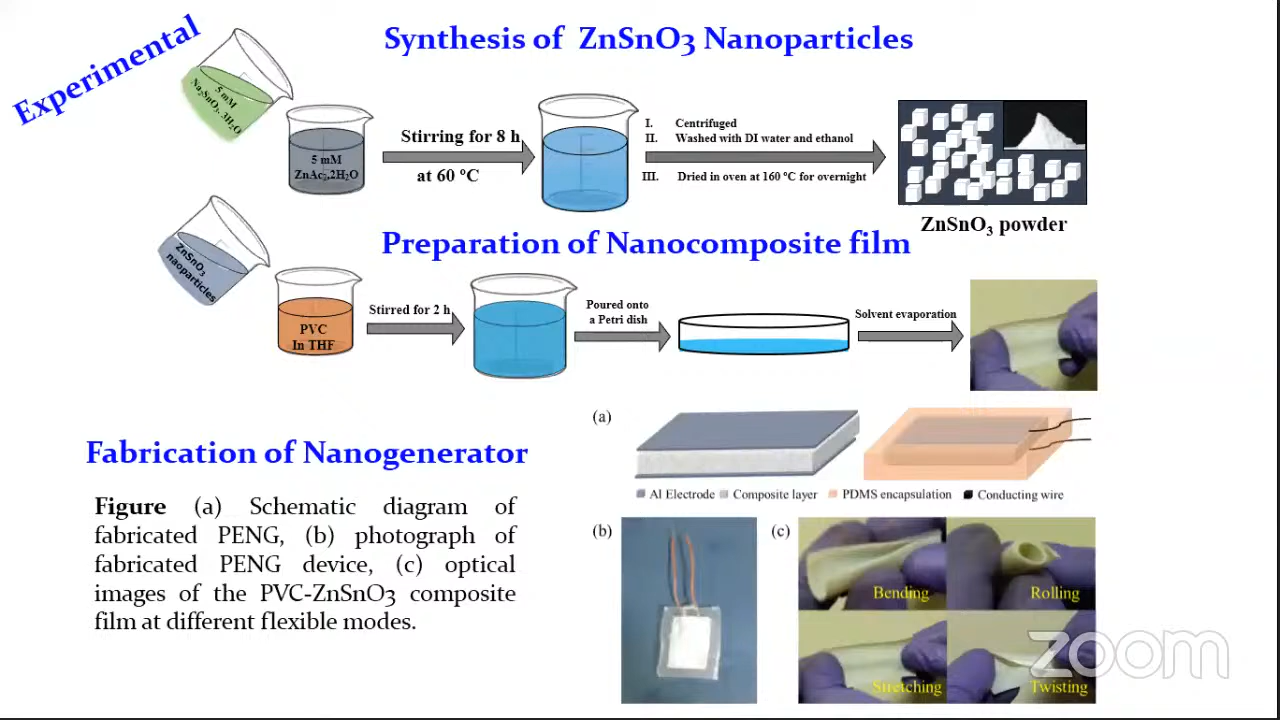 Experimental
Synthesis of ZnSnO3 Nanoparticles
5 mM
Na₂SnO₃. 3H₂O
5 mM
ZnAc₂.2H₂O
Stirring for 8 h
at 60 ºC
I. Centrifuged
II. Washed with DI water and ethanol
III. Dried in oven at 160 ºC for overnight
ZnSnO₃ powder
Preparation of Nanocomposite film
ZnSnO₃
naoparticles
PVC
In THF
Stirred for 2 h
Poured onto
a Petri dish
Solvent evaporation
Fabrication of Nanogenerator
Figure (a) Schematic diagram of
fabricated PENG, (b) photograph of
fabricated PENG device, (c) optical
images of the PVC-ZnSnO3 composite
film at different flexible modes.
(a)
Al Electrode Composite layer PDMS encapsulation Conducting wire
(b)
(c)
Bending
Rolling
Stretching
Twisting
zoom